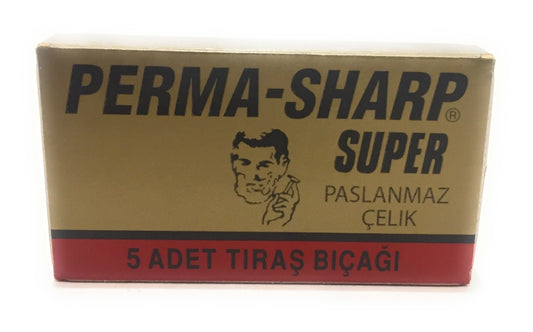 PERMA-SHARP®
SUPER
PASLANMAZ
ÇELIK
5 ADET TIRAŞ BIÇAĞI